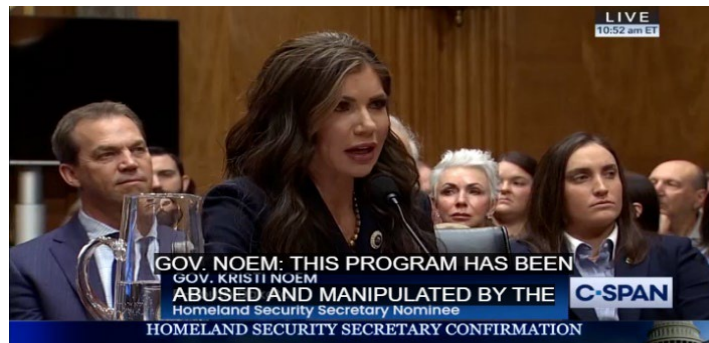 LIVE
10:52 am ET
GOV. NOEM: THIS PROGRAM HAS BEEN
GOV. KRISTI NOEM
ABUSED AND MANIPULATED BY THE
Homeland Security Secretary Nominee
C-SPAN
HOMELAND SECURITY SECRETARY CONFIRMATION